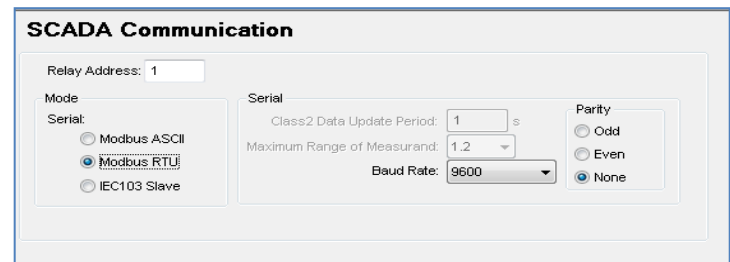 SCADA Communication
Relay Address: 1
Mode
Serial:
Modbus ASCII
Modbus RTU
IEC103 Slave
Serial
Class2 Data Update Period: 1 s
Maximum Range of Measurand: 1.2
Baud Rate: 9600
Parity
Odd
Even
None